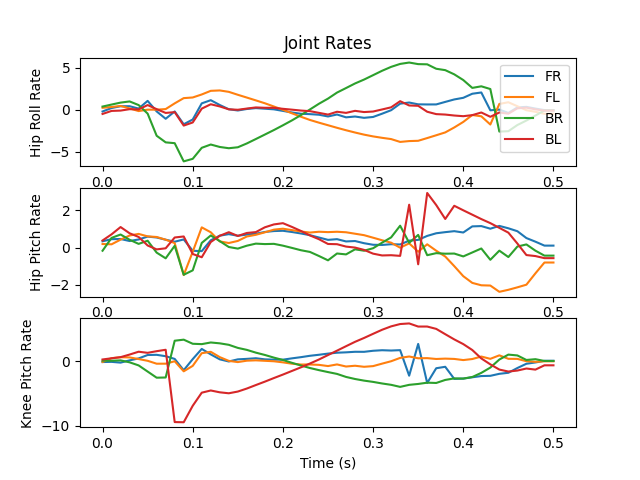 Joint Rates
Hip Roll Rate
5
0
−5
FR
FL
BR
BL
0.0 0.1 0.2 0.3 0.4 0.5
Hip Pitch Rate
2
0
−2
0.0 0.1 0.2 0.3 0.4 0.5
Knee Pitch Rate
0
−10
0.0 0.1 0.2 0.3 0.4 0.5
Time (s)